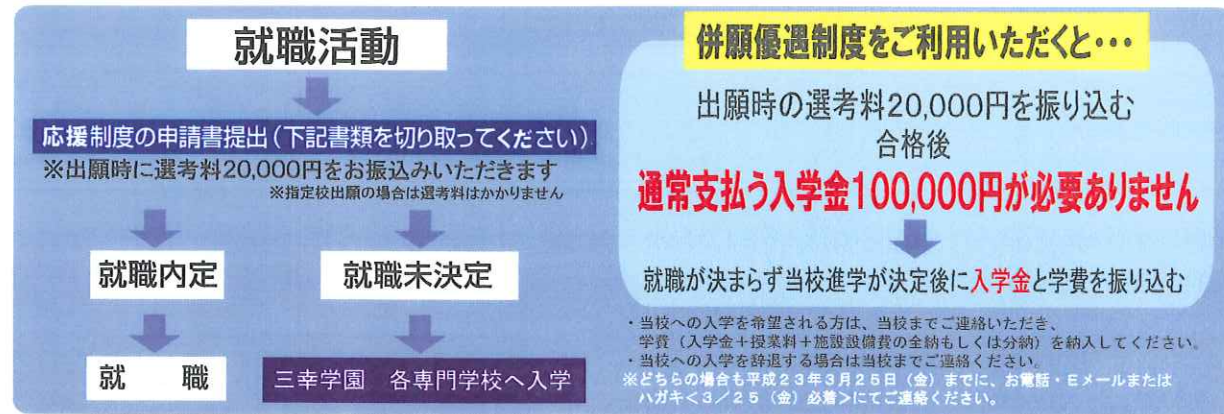 就職活動
応援制度の申請書提出（下記書類を切り取ってください）
※出願時に選考料20,000円をお振込みいただきます
※指定校出願の場合は選考料はかかりません
就職内定
就職未決定
就　職
三幸学園　各専門学校へ入学
併願優遇制度をご利用いただくと･･･
出願時の選考料20,000円を振り込む
合格後
通常支払う入学金100,000円が必要ありません
就職が決まらず当校進学が決定後に入学金と学費を振り込む
・当校への入学を希望される方は、当校までご連絡いただき、
学費（入学金＋授業料＋施設設備費の全納もしくは分納）を納入してください。
・当校への入学を辞退する場合は当校までご連絡ください。
※どちらの場合も平成２３年３月２５日（金）までに、お電話・Ｅメールまたは
ハガキ＜３／２５（金）必着＞にてご連絡ください。